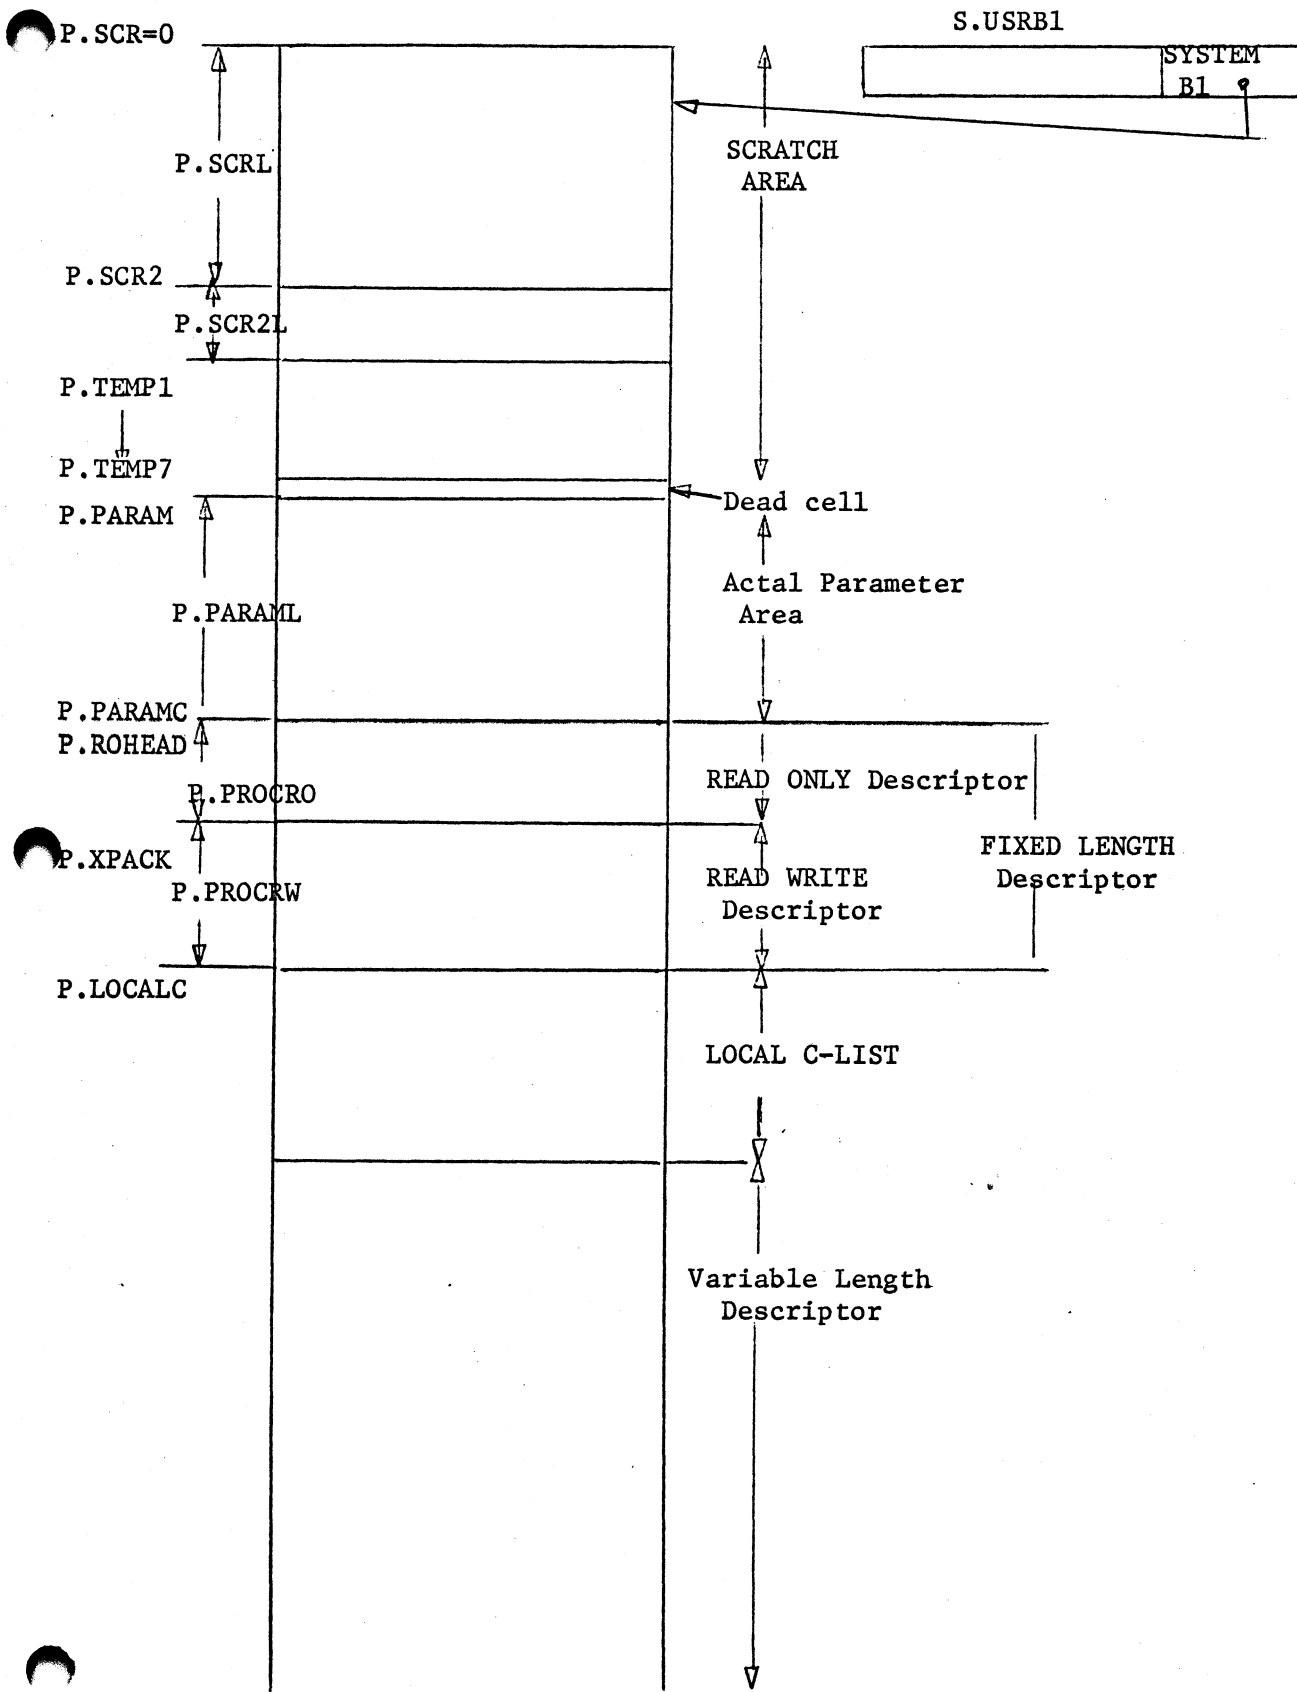 S.USRB1
P.SCR=0
SYSTEM
B1
SCRATCH
AREA
P.SCRL
P.SCR2
P.SCR2L
P.TEMP1
P.TEMP7
Dead cell
P.PARAM
Actal Parameter
Area
P.PARAML
P.PARAMC
P.ROHEAD
READ ONLY Descriptor
P.PROCRO
FIXED LENGTH
Descriptor
P.XPACK
READ WRITE
Descriptor
P.PROCRW
P.LOCALC
LOCAL C-LIST
Variable Length
Descriptor